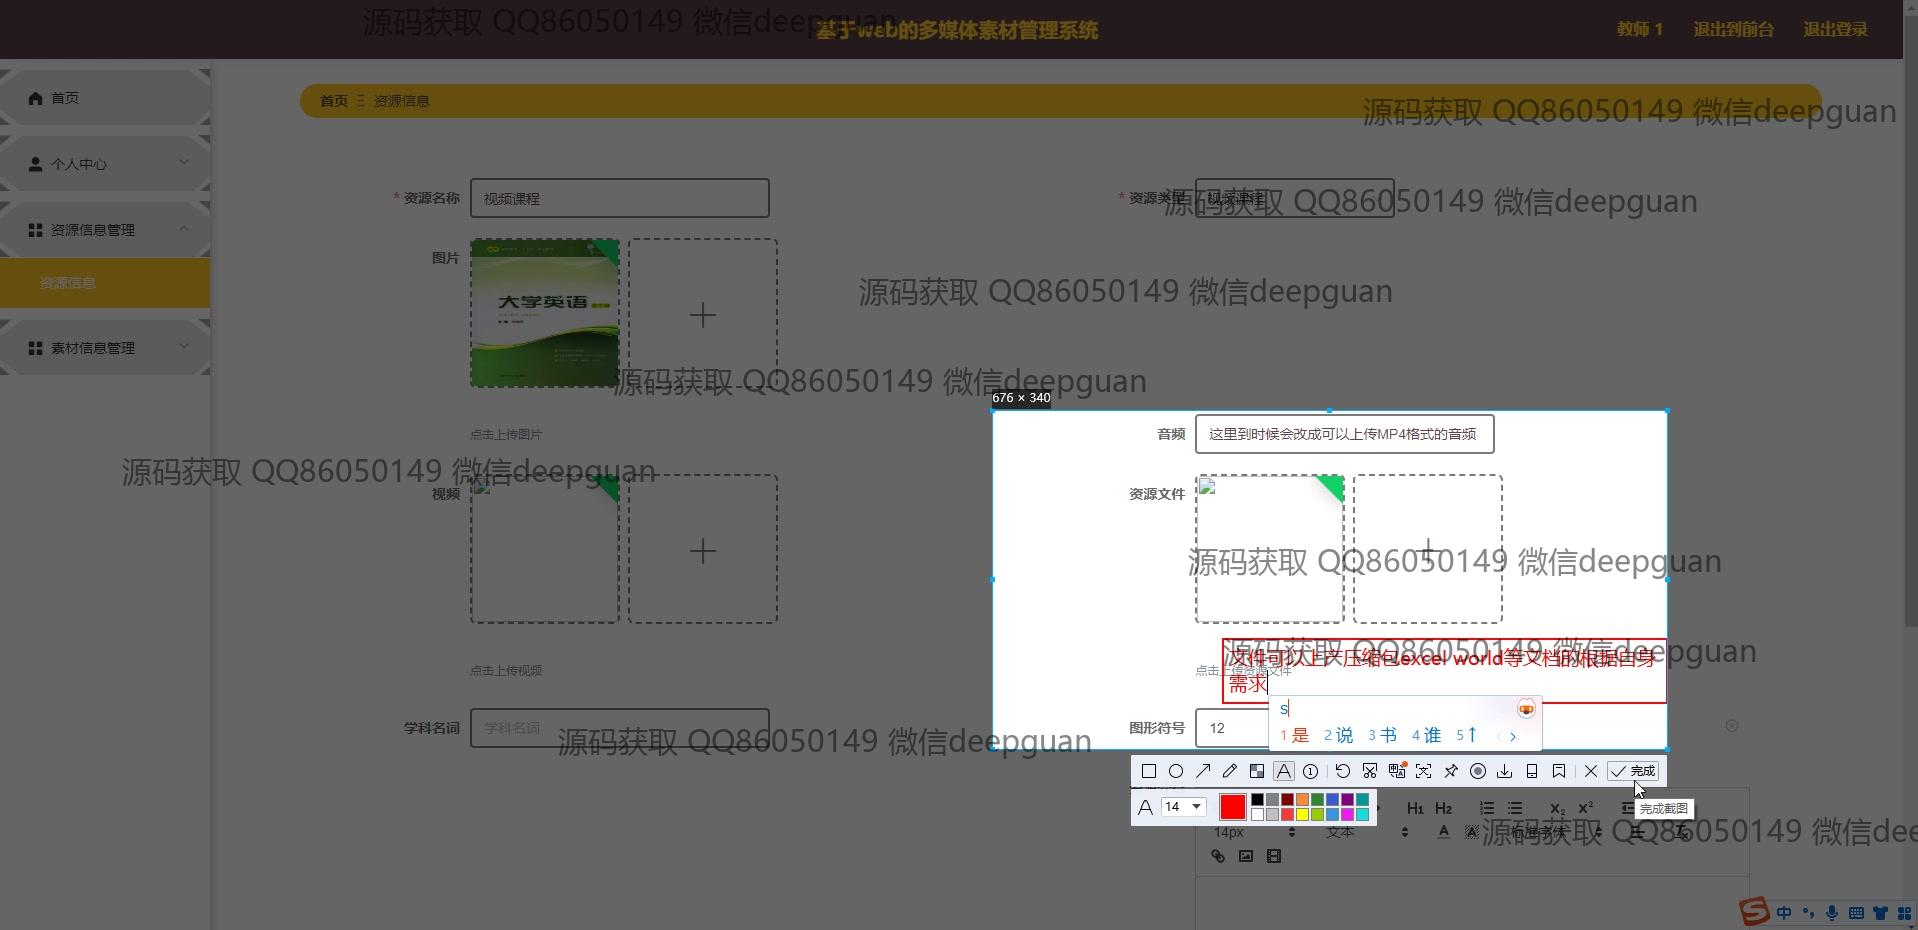 基于web的多媒体素材管理系统
教师 1
退出到前台
退出登录
源码获取 QQ86050149 微信deepguan
首页
个人中心
资源信息管理
资源信息
素材信息管理
首页 Ξ 资源信息
源码获取 QQ86050149 微信deepguan
* 资源名称
视频课程
* 资源类型
视频课程
源码获取 QQ86050149 微信deepguan
图片
大学英语
源码获取 QQ86050149 微信deepguan
源码获取 QQ86050149 微信deepguan
676 × 340
点击上传图片
音频
这里到时候会改成可以上传MP4格式的音频
源码获取 QQ86050149 微信deepguan
视频
资源文件
源码获取 QQ86050149 微信deepguan
源码获取 QQ86050149 微信deepguan
文件可以上产压缩包excel world等文档的根据自身
需求
点击上传视频
点击上传资源文件
s
1 是 2 说 3 书 4 谁 5 ↑
学科名词
学科名词
图形符号
12
源码获取 QQ86050149 微信deepguan
完成
完成截图
A 14
H1 H2
14px
文本
标准字体
源码获取 QQ86050149 微信deepgu
中